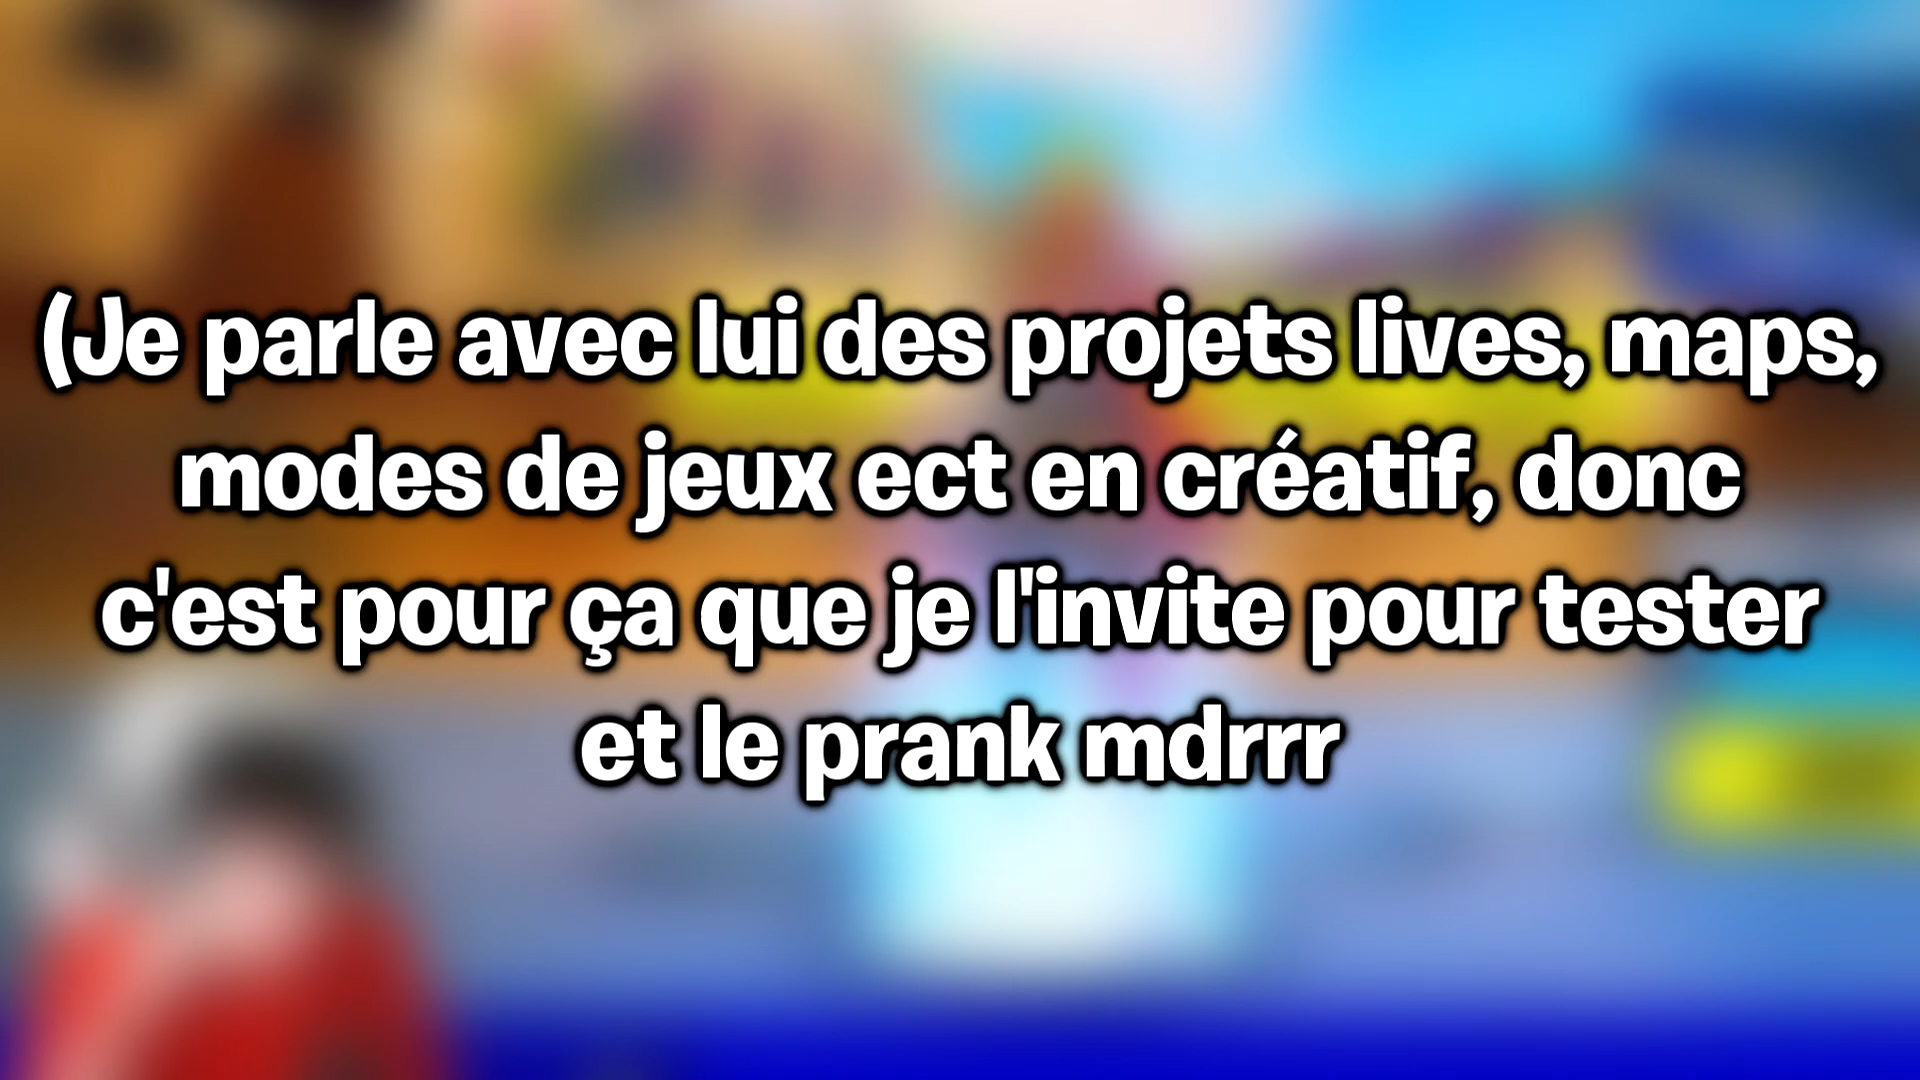 (Je parle avec lui des projets lives, maps,
modes de jeux ect en créatif, donc
c'est pour ça que je l'invite pour tester
et le prank mdrrr